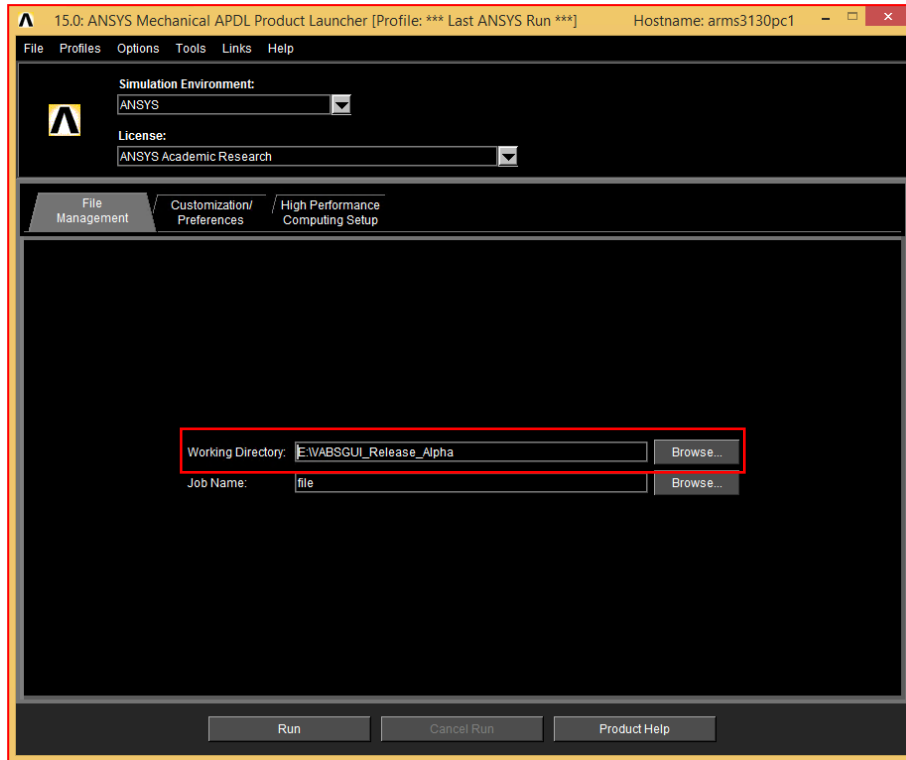 15.0: ANSYS Mechanical APDL Product Launcher [Profile: *** Last ANSYS Run ***] Hostname: arms3130pc1
File Profiles Options Tools Links Help
Simulation Environment:
ANSYS
License:
ANSYS Academic Research
File Management
Customization/ Preferences
High Performance Computing Setup
Working Directory: E:\VABSGUI_Release_Alpha Browse...
Job Name: file Browse...
Run Cancel Run Product Help